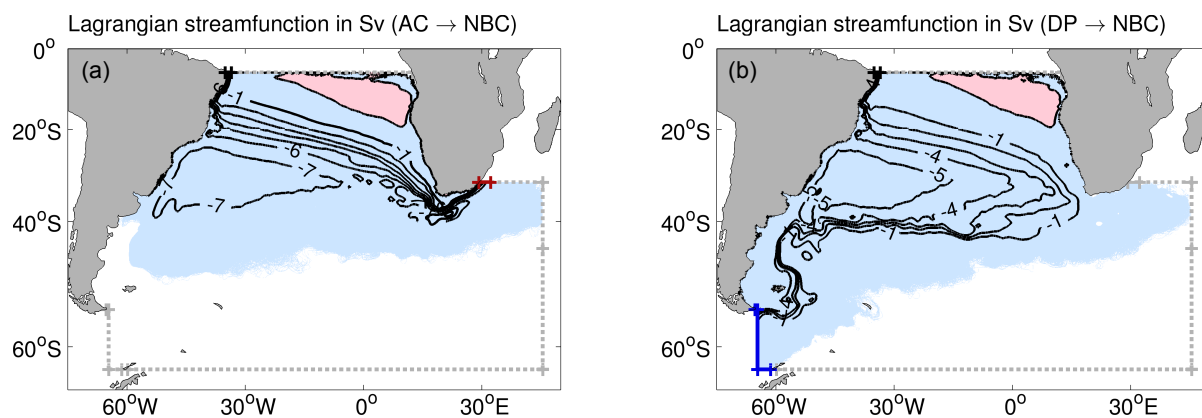 Lagrangian streamfunction in Sv (AC → NBC)
(a)
0°
20°S
40°S
60°S
60°W
30°W
0°
30°E
-1
-1
-6
-7
-7
Lagrangian streamfunction in Sv (DP → NBC)
(b)
0°
20°S
40°S
60°S
60°W
30°W
0°
30°E
-1
-4
-5
-5
-4
-1
-1